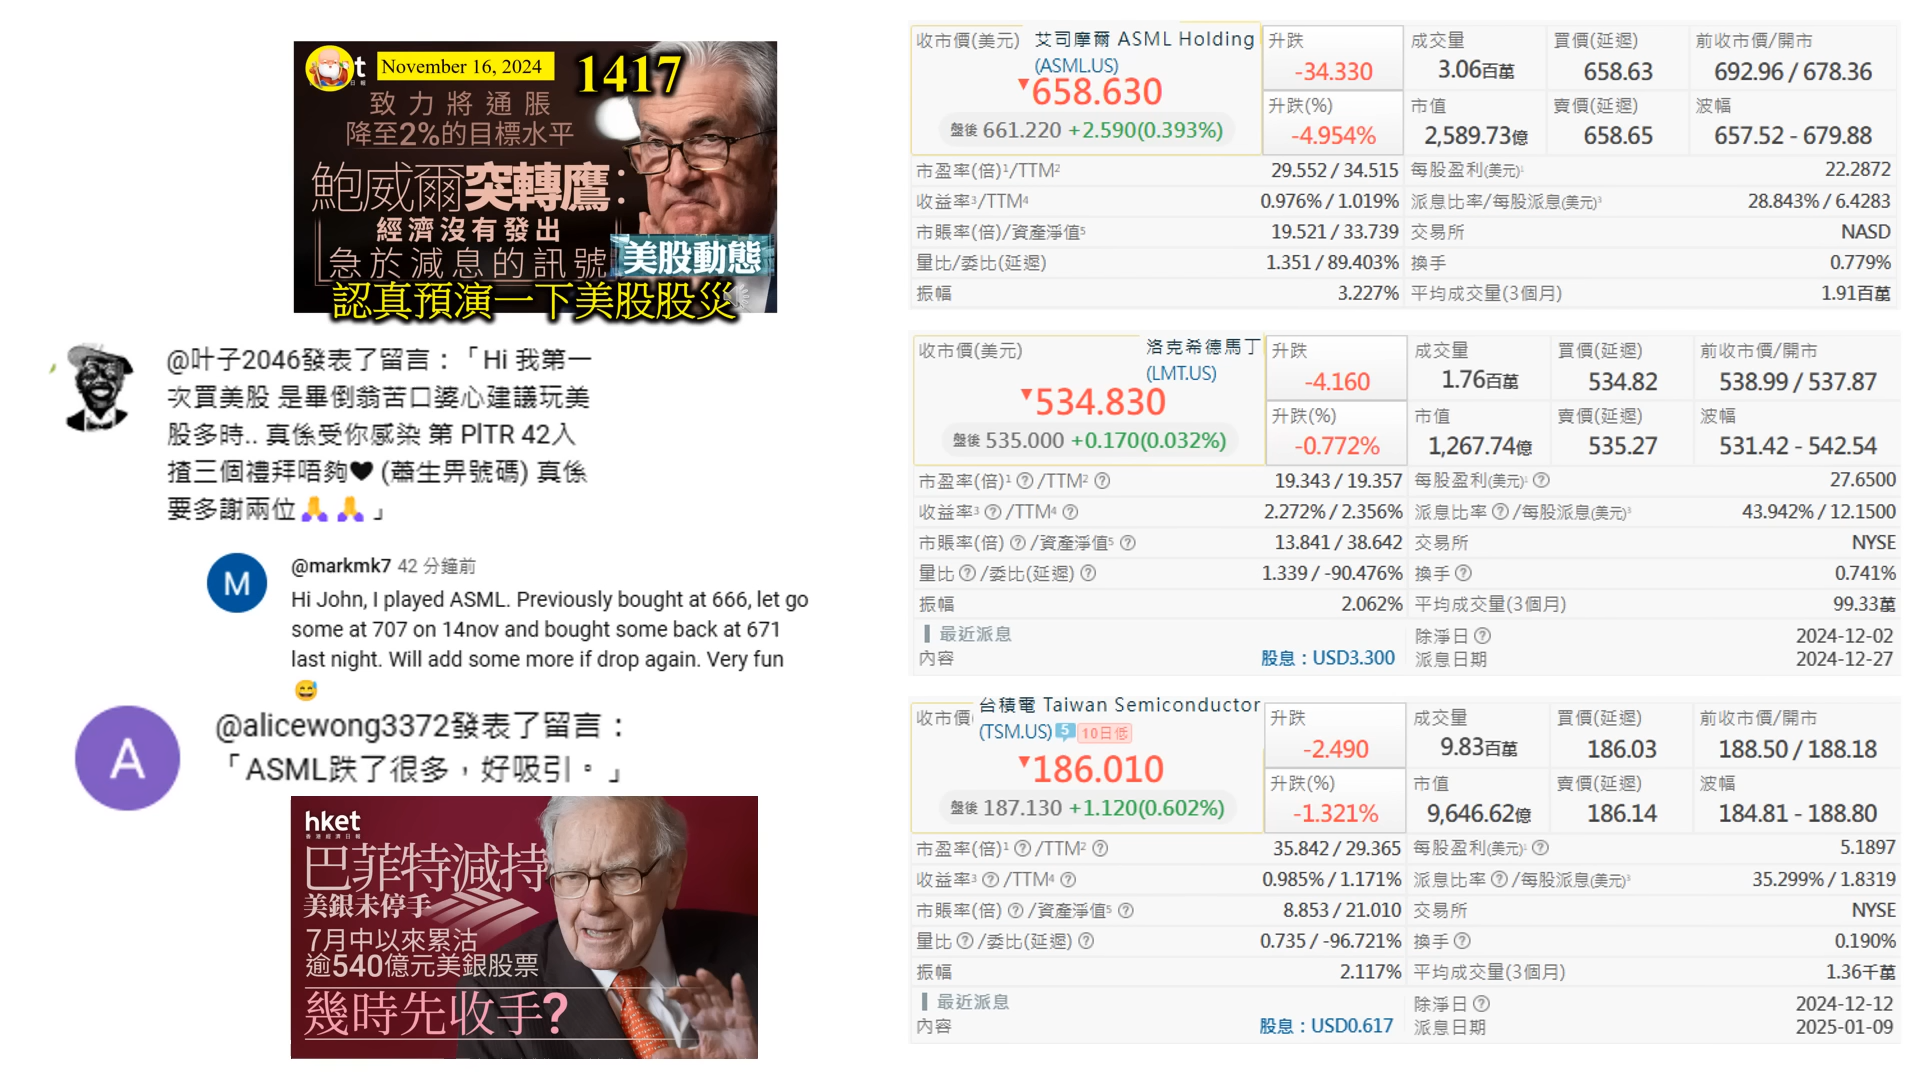 November 16, 2024
1417
致力將通脹
降至2%的目標水平
鮑威爾突轉鷹：
經濟沒有發出
急於減息的訊號
美股動態
認真預演一下美股股災
@叶子2046發表了留言：「Hi 我第一
次買美股 是畢倒翁苦口婆心建議玩美
股多時.. 真係受你感染 第 PlTR 42入
揸三個禮拜唔夠🖤 (蕭生畀號碼) 真係
要多謝兩位🙏 🙏 」
M
@markmk7 42 分鐘前
Hi John, I played ASML. Previously bought at 666, let go
some at 707 on 14nov and bought some back at 671
last night. Will add some more if drop again. Very fun
😅
A
@alicewong3372發表了留言：
「ASML跌了很多，好吸引。」
hket
香港經濟日報
巴菲特減持
美銀未停手
7月中以來累沽
逾540億元美銀股票
幾時先收手?
收市價(美元) 艾司摩爾 ASML Holding 升跌 成交量 買價(延遲) 前收市價/開市
(ASML.US)
▼658.630 -34.330 3.06百萬 658.63 692.96 / 678.36
升跌(%) 市值 賣價(延遲) 波幅
盤後 661.220 +2.590(0.393%) -4.954% 2,589.73億 658.65 657.52 - 679.88
市盈率(倍)¹/TTM² 29.552 / 34.515 每股盈利(美元)¹ 22.2872
收益率³/TTM⁴ 0.976% / 1.019% 派息比率/每股派息(美元)³ 28.843% / 6.4283
市賬率(倍)/資產淨值⁵ 19.521 / 33.739 交易所 NASD
量比/委比(延遲) 1.351 / 89.403% 換手 0.779%
振幅 3.227% 平均成交量(3個月) 1.91百萬
收市價(美元) 洛克希德馬丁 升跌 成交量 買價(延遲) 前收市價/開市
(LMT.US)
▼534.830 -4.160 1.76百萬 534.82 538.99 / 537.87
升跌(%) 市值 賣價(延遲) 波幅
盤後 535.000 +0.170(0.032%) -0.772% 1,267.74億 535.27 531.42 - 542.54
市盈率(倍)¹ ? /TTM² ? 19.343 / 19.357 每股盈利(美元)¹ ? 27.6500
收益率³ ? /TTM⁴ ? 2.272% / 2.356% 派息比率 ? /每股派息(美元)³ 43.942% / 12.1500
市賬率(倍) ? /資產淨值⁵ ? 13.841 / 38.642 交易所 NYSE
量比 ? /委比(延遲) ? 1.339 / -90.476% 換手 ? 0.741%
振幅 2.062% 平均成交量(3個月) 99.33萬
最近派息 除淨日 ? 2024-12-02
內容 股息：USD3.300 派息日期 2024-12-27
收市價 台積電 Taiwan Semiconductor 升跌 成交量 買價(延遲) 前收市價/開市
(TSM.US) 5 10日低
▼186.010 -2.490 9.83百萬 186.03 188.50 / 188.18
升跌(%) 市值 賣價(延遲) 波幅
盤後 187.130 +1.120(0.602%) -1.321% 9,646.62億 186.14 184.81 - 188.80
市盈率(倍)¹ ? /TTM² ? 35.842 / 29.365 每股盈利(美元)¹ ? 5.1897
收益率³ ? /TTM⁴ ? 0.985% / 1.171% 派息比率 ? /每股派息(美元)³ 35.299% / 1.8319
市賬率(倍) ? /資產淨值⁵ ? 8.853 / 21.010 交易所 NYSE
量比 ? /委比(延遲) ? 0.735 / -96.721% 換手 ? 0.190%
振幅 2.117% 平均成交量(3個月) 1.36千萬
最近派息 除淨日 ? 2024-12-12
內容 股息：USD0.617 派息日期 2025-01-09